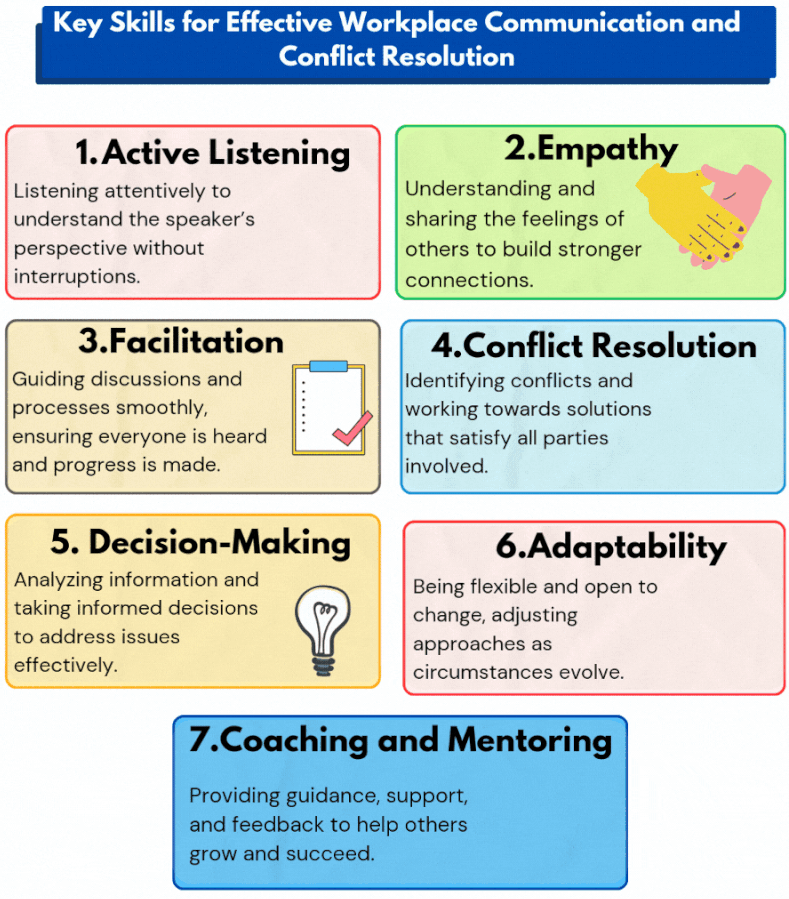 Key Skills for Effective Workplace Communication and
Conflict Resolution
1.Active Listening
Listening attentively to
understand the speaker's
perspective without
interruptions.
2.Empathy
Understanding and
sharing the feelings of
others to build stronger
connections.
3.Facilitation
Guiding discussions and
processes smoothly,
ensuring everyone is heard
and progress is made.
4.Conflict Resolution
Identifying conflicts and
working towards solutions
that satisfy all parties
involved.
5. Decision-Making
Analyzing information and
taking informed decisions
to address issues
effectively.
6.Adaptability
Being flexible and open to
change, adjusting
approaches as
circumstances evolve.
7.Coaching and Mentoring
Providing guidance, support,
and feedback to help others
grow and succeed.